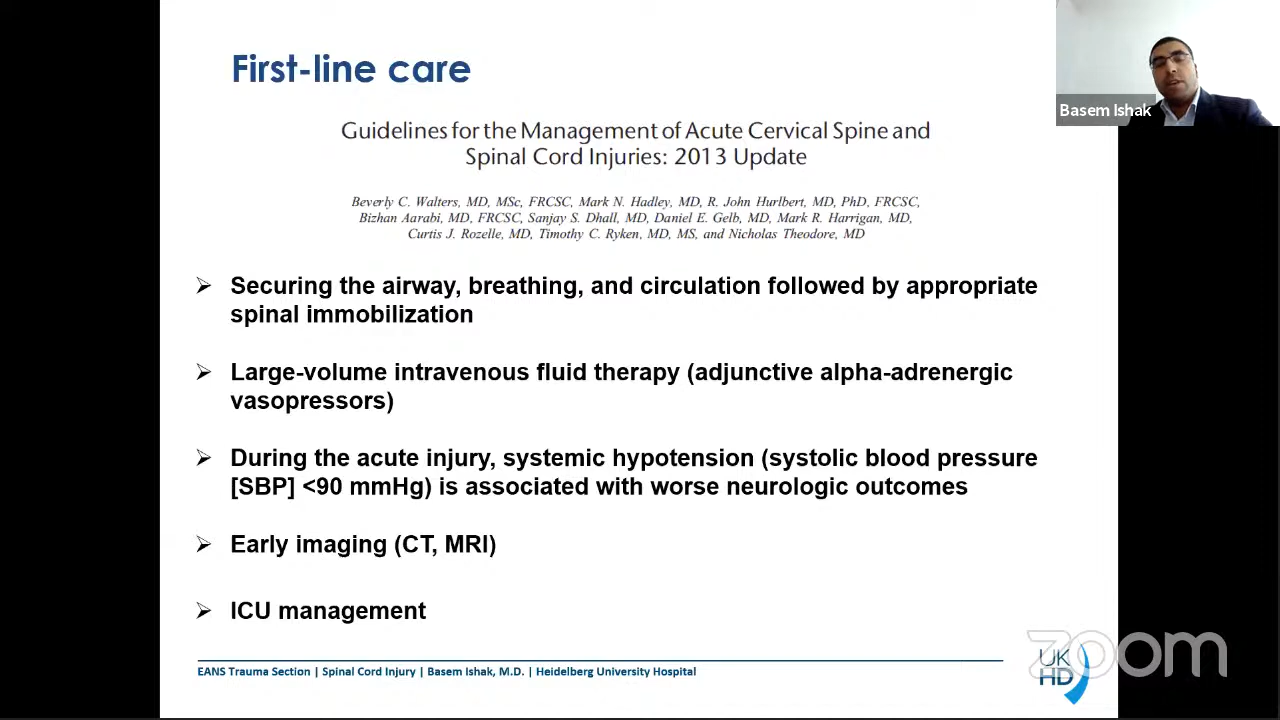 First-line care
Basem Ishak
Guidelines for the Management of Acute Cervical Spine and
Spinal Cord Injuries: 2013 Update
Beverly C. Walters, MD, MSc, FRCSC, Mark N. Hadley, MD, R. John Hurlbert, MD, PhD, FRCSC,
Bizhan Aarabi, MD, FRCSC, Sanjay S. Dhall, MD, Daniel E. Gelb, MD, Mark R. Harrigan, MD,
Curtis J. Rozelle, MD, Timothy C. Ryken, MD, MS, and Nicholas Theodore, MD
➢ Securing the airway, breathing, and circulation followed by appropriate
spinal immobilization
➢ Large-volume intravenous fluid therapy (adjunctive alpha-adrenergic
vasopressors)
➢ During the acute injury, systemic hypotension (systolic blood pressure
[SBP] <90 mmHg) is associated with worse neurologic outcomes
➢ Early imaging (CT, MRI)
➢ ICU management
EANS Trauma Section | Spinal Cord Injury | Basem Ishak, M.D. | Heidelberg University Hospital
UK
HD
zoom